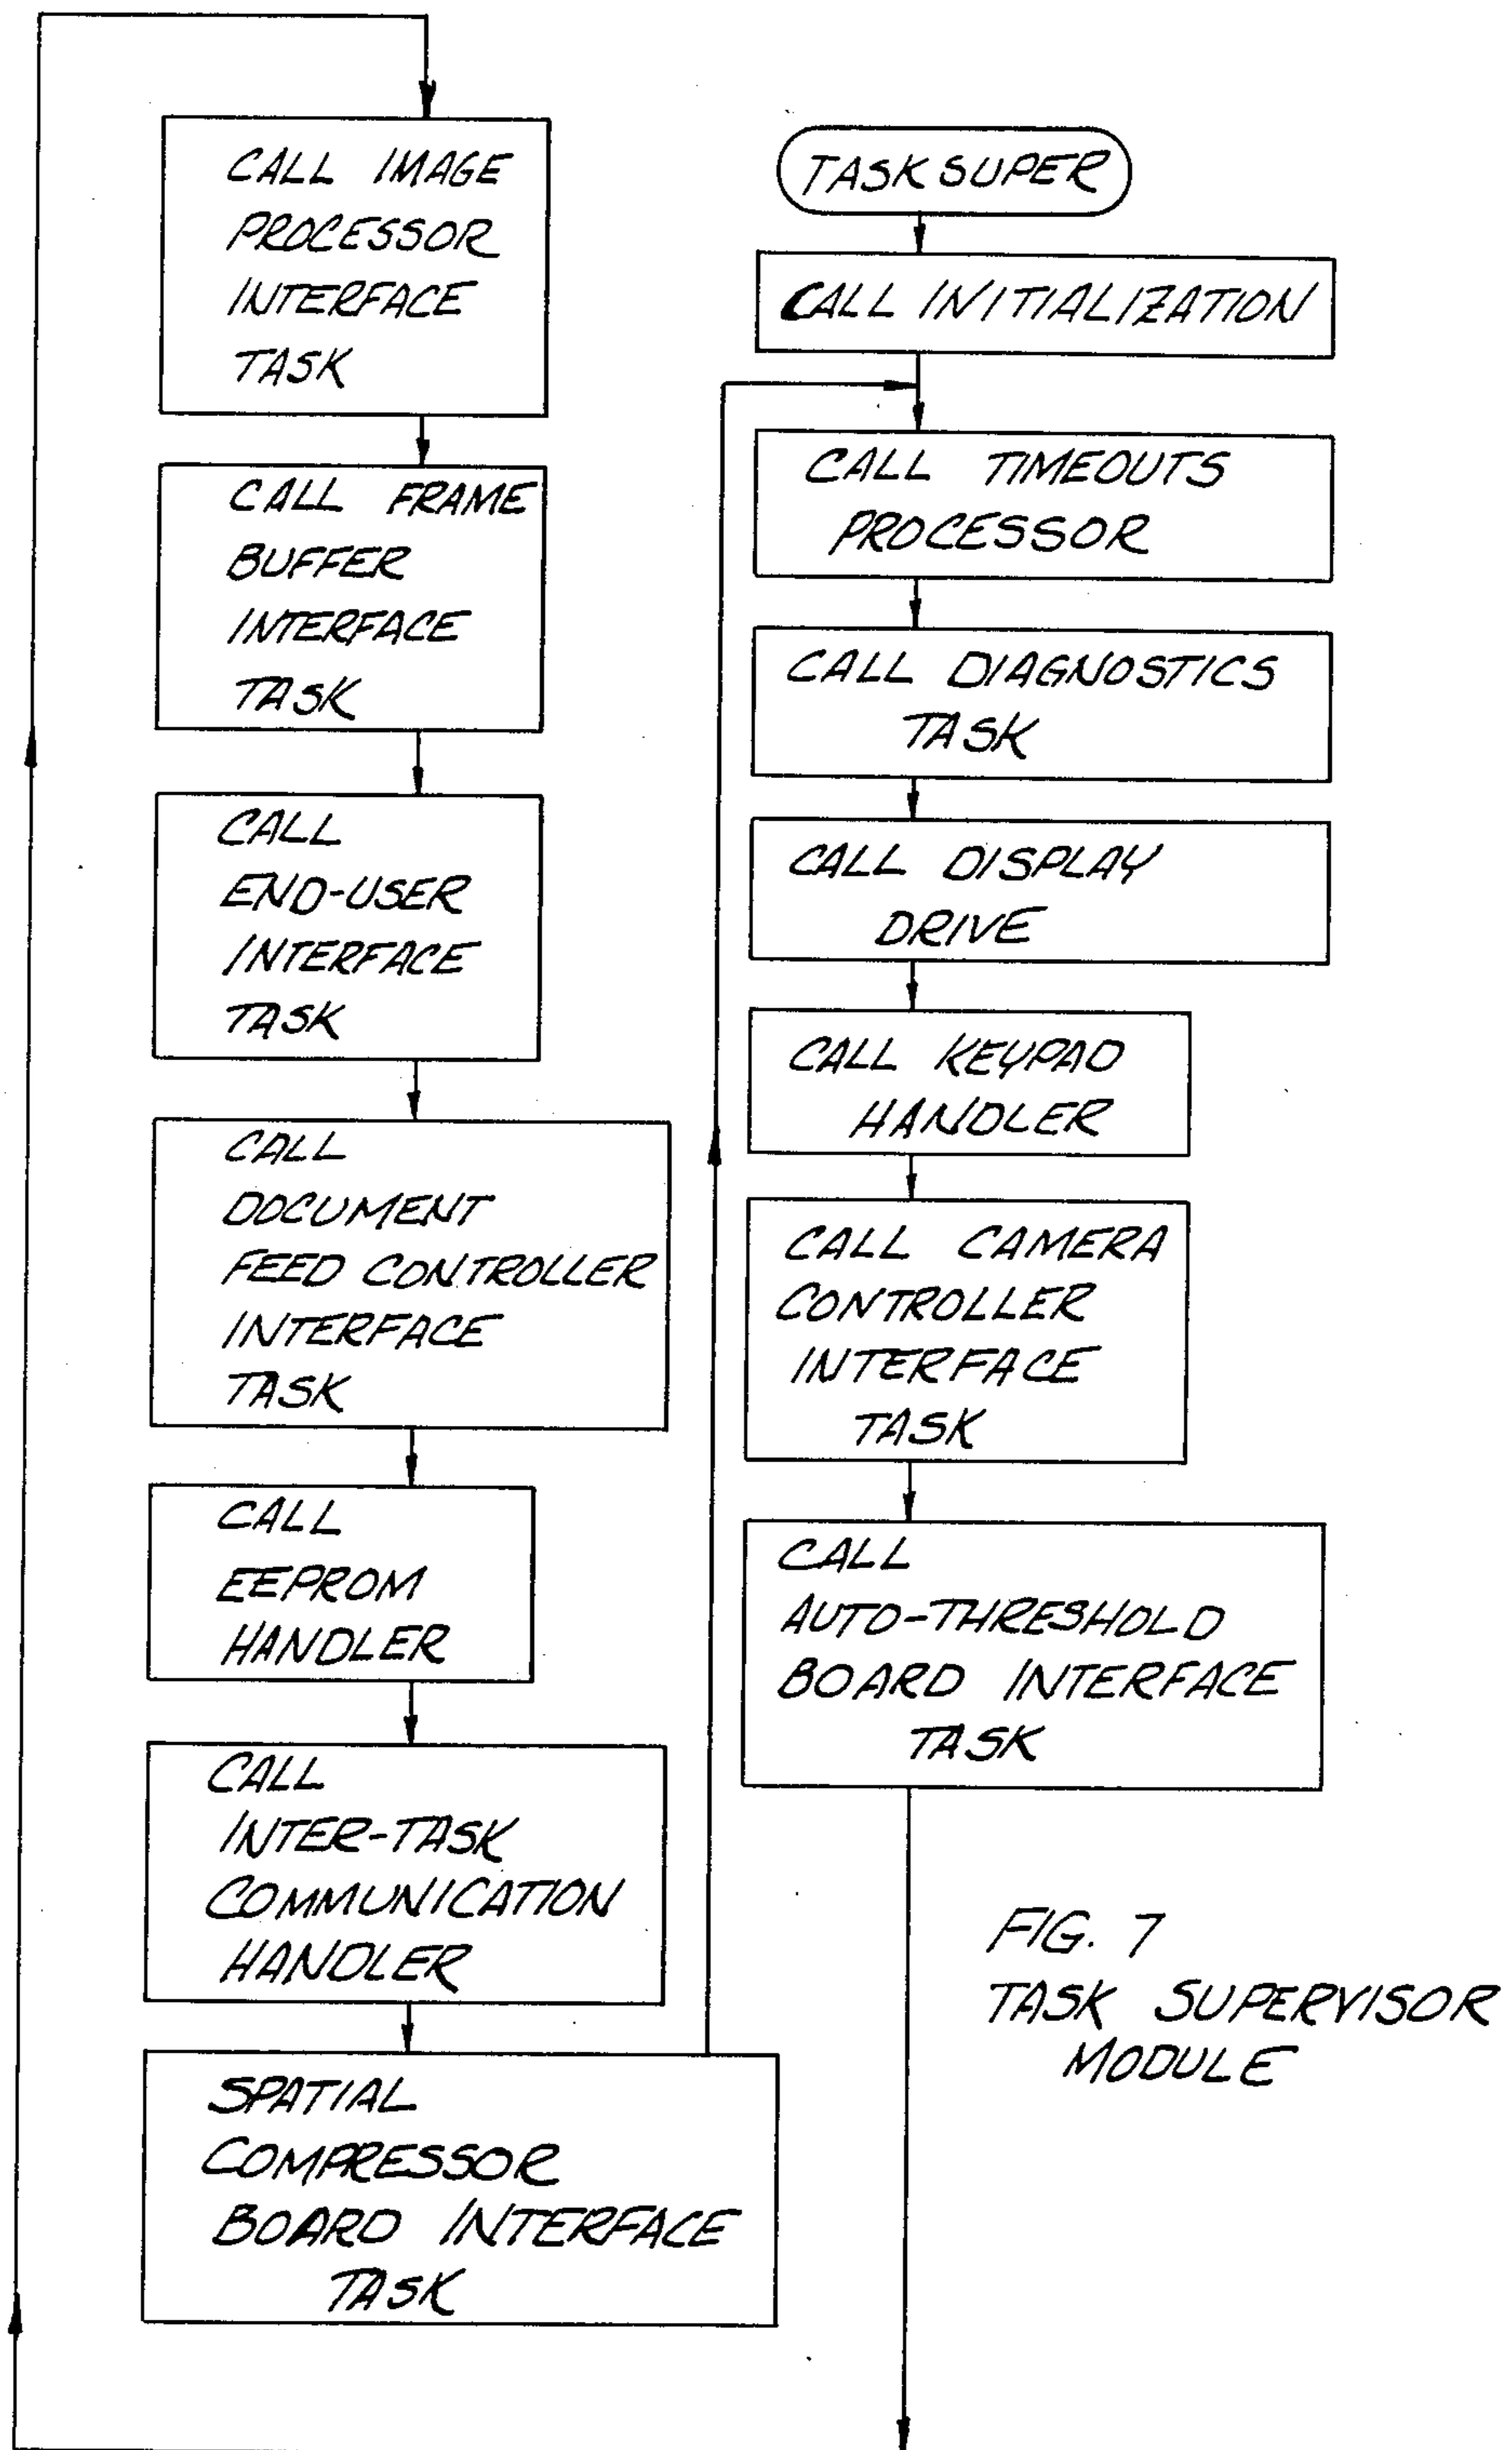 TASK SUPER
CALL INITIALIZATION
CALL TIMEOUTS
PROCESSOR
CALL DIAGNOSTICS
TASK
CALL DISPLAY
DRIVE
CALL KEYPAD
HANDLER
CALL CAMERA
CONTROLLER
INTERFACE
TASK
CALL
AUTO-THRESHOLD
BOARD INTERFACE
TASK
CALL IMAGE
PROCESSOR
INTERFACE
TASK
CALL FRAME
BUFFER
INTERFACE
TASK
CALL
END-USER
INTERFACE
TASK
CALL
DOCUMENT
FEED CONTROLLER
INTERFACE
TASK
CALL
EEPROM
HANDLER
CALL
INTER-TASK
COMMUNICATION
HANDLER
SPATIAL
COMPRESSOR
BOARD INTERFACE
TASK
FIG. 7
TASK SUPERVISOR
MODULE